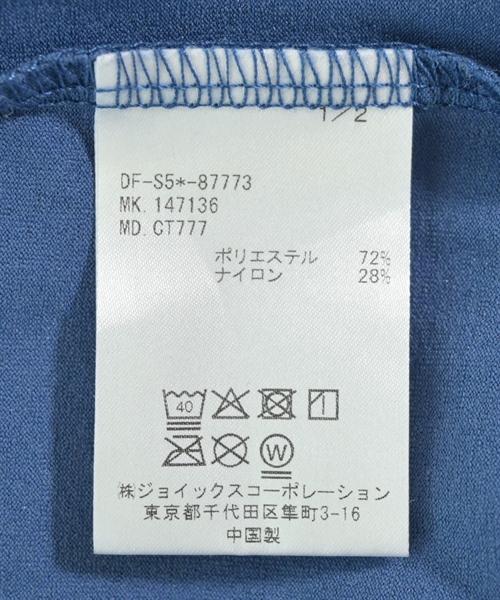 1/2
DF-S5*-87773
MK. 147136
MD. CT777
ポリエステル 72%
ナイロン 28%
40
W
㈱ジョイックスコーポレーション
東京都千代田区隼町3-16
中国製